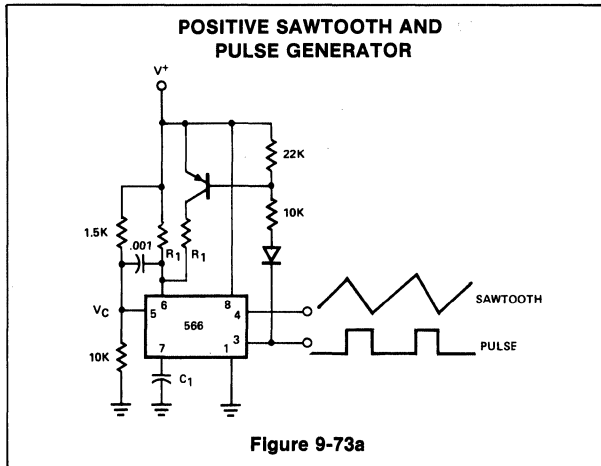 POSITIVE SAWTOOTH AND
PULSE GENERATOR
V+
22K
10K
1.5K
.001
R1
R1
VC
6
8
5
4
566
3
7
1
10K
C1
SAWTOOTH
PULSE
Figure 9-73a